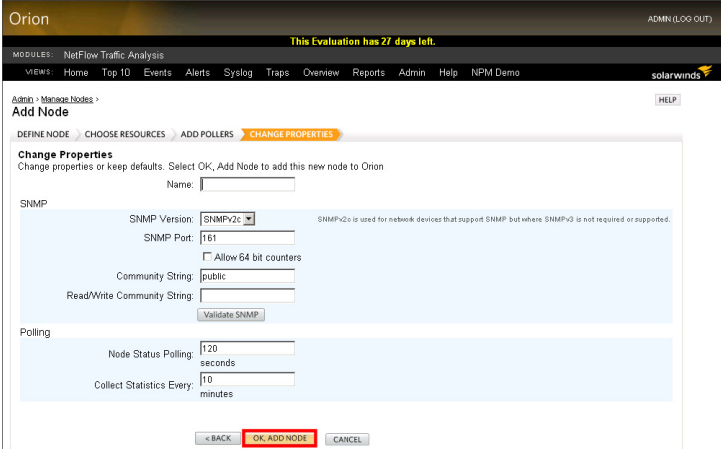 Orion
ADMIN (LOG OUT)
This Evaluation has 27 days left.
MODULES: NetFlow Traffic Analysis
VIEWS: Home Top 10 Events Alerts Syslog Traps Overview Reports Admin Help NPM Demo
solarwinds
Admin > Manage Nodes >
HELP
Add Node
DEFINE NODE CHOOSE RESOURCES ADD POLLERS CHANGE PROPERTIES
Change Properties
Change properties or keep defaults. Select OK, Add Node to add this new node to Orion
Name:
SNMP
SNMP Version: SNMPv2c SNMPv2c is used for network devices that support SNMP but where SNMPv3 is not required or supported.
SNMP Port: 161
Allow 64 bit counters
Community String: public
Read/Write Community String:
Validate SNMP
Polling
Node Status Polling: 120
seconds
Collect Statistics Every: 10
minutes
< BACK OK, ADD NODE CANCEL